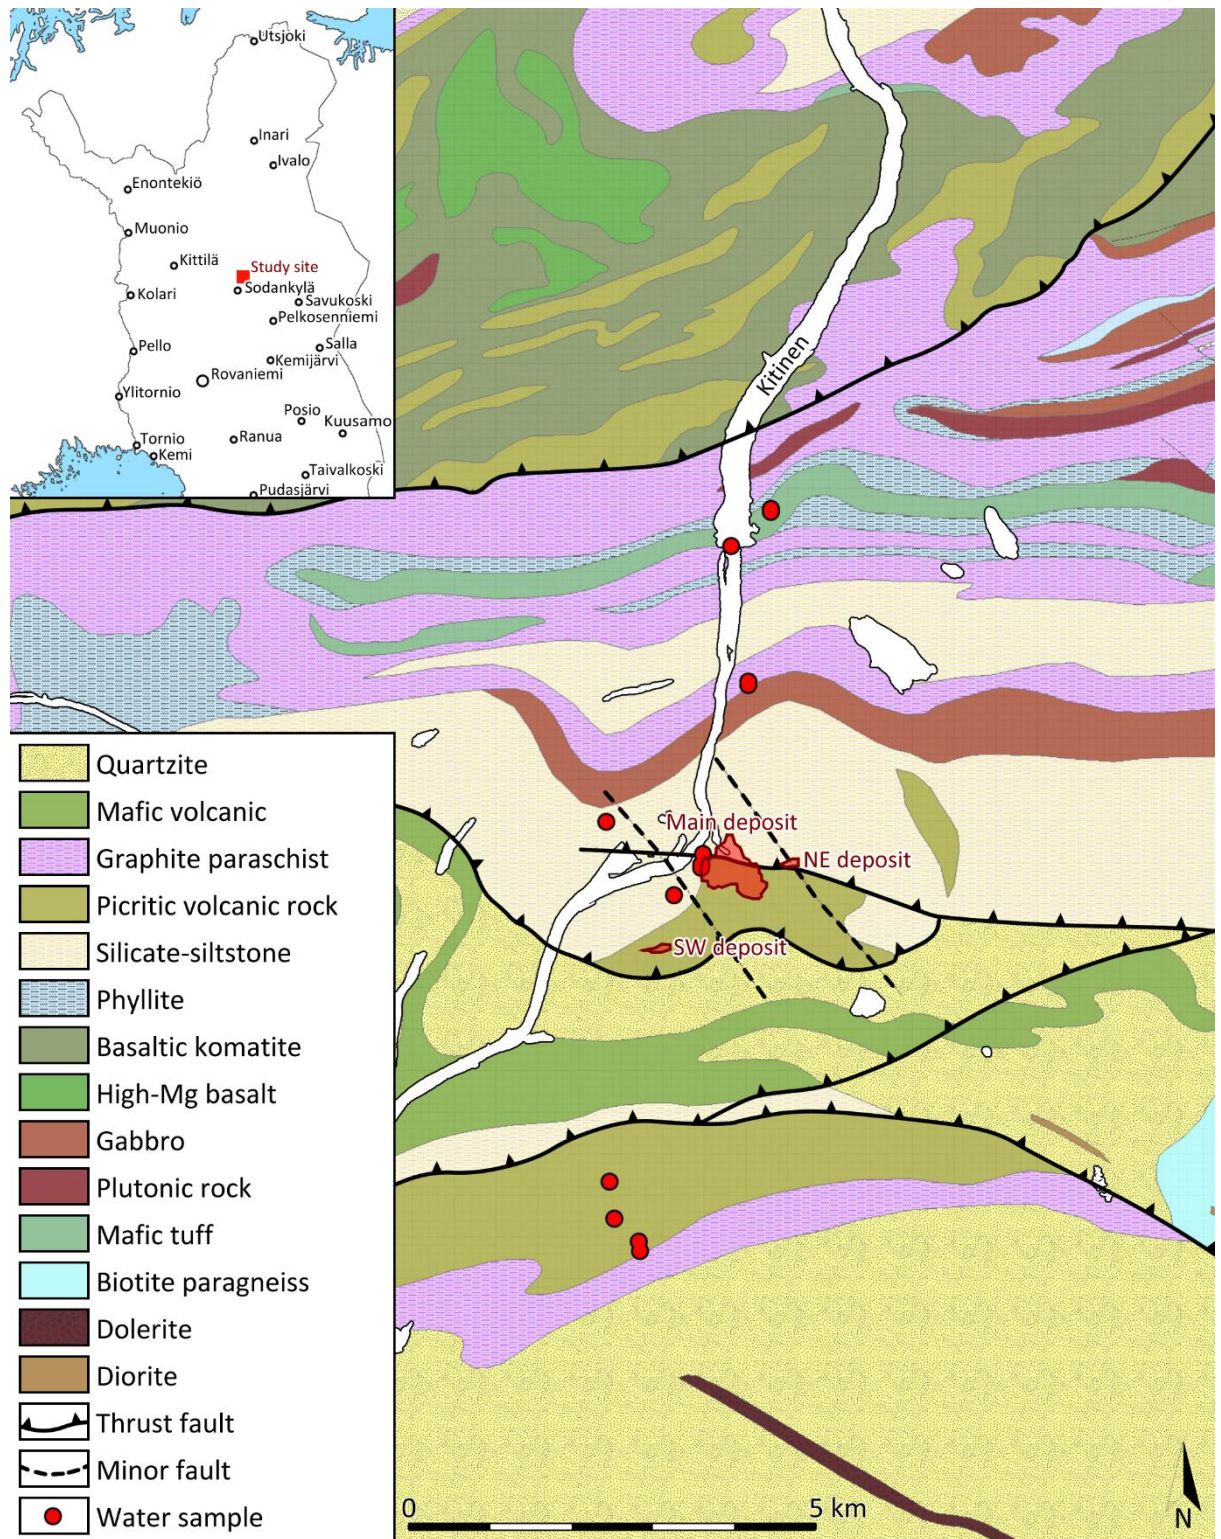 Utsjoki
Inari
Ivalo
Enontekiö
Muonio
Kittilä
Study site
Sodankylä
Kolari
Savukoski
Pelkosenniemi
Pello
Salla
Kemijärvi
Rovaniemi
Ylitornio
Posio
Kuusamo
Tornio
Ranua
Kemi
Taivalkoski
Pudasjärvi
Kitinen
Main deposit
NE deposit
SW deposit
Quartzite
Mafic volcanic
Graphite paraschist
Picritic volcanic rock
Silicate-siltstone
Phyllite
Basaltic komatite
High-Mg basalt
Gabbro
Plutonic rock
Mafic tuff
Biotite paragneiss
Dolerite
Diorite
Thrust fault
Minor fault
Water sample
0 5 km
N